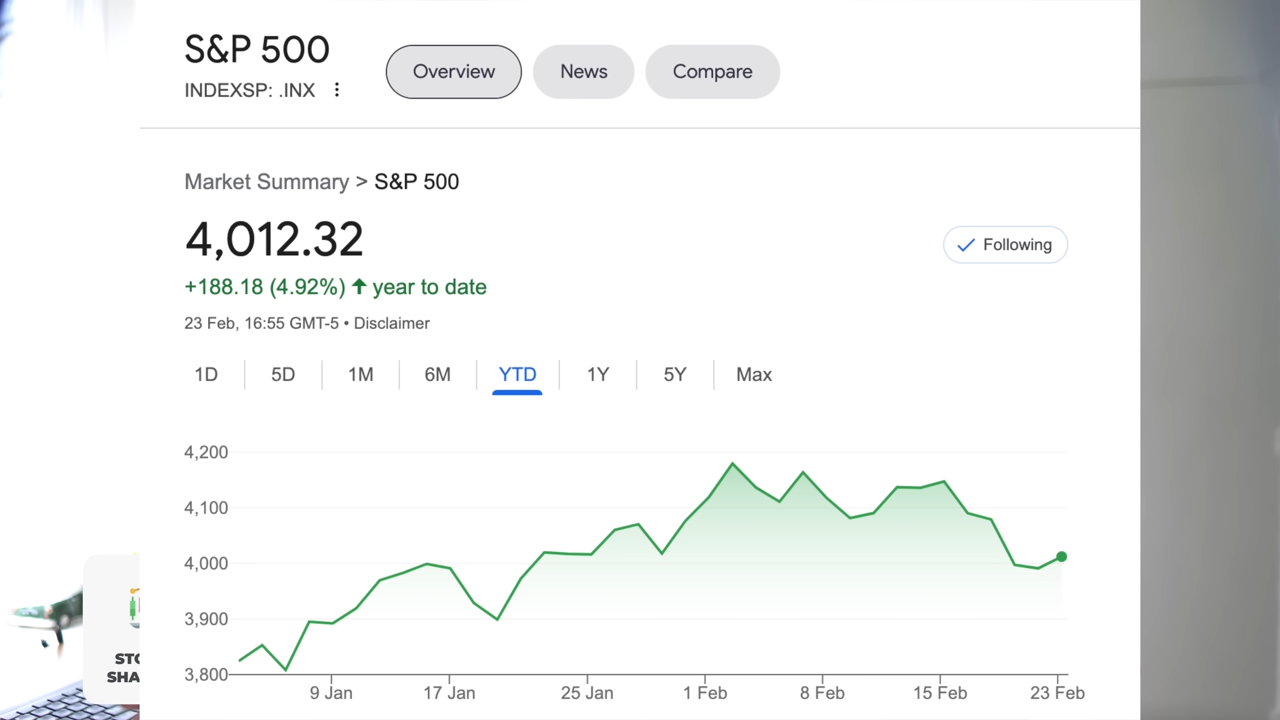 S&P 500
INDEXSP: .INX
Overview News Compare
Market Summary > S&P 500
4,012.32
+188.18 (4.92%) ↑ year to date
23 Feb, 16:55 GMT-5 • Disclaimer
Following
1D 5D 1M 6M YTD 1Y 5Y Max
4,200
4,100
4,000
3,900
3,800
9 Jan 17 Jan 25 Jan 1 Feb 8 Feb 15 Feb 23 Feb
STO
SHA